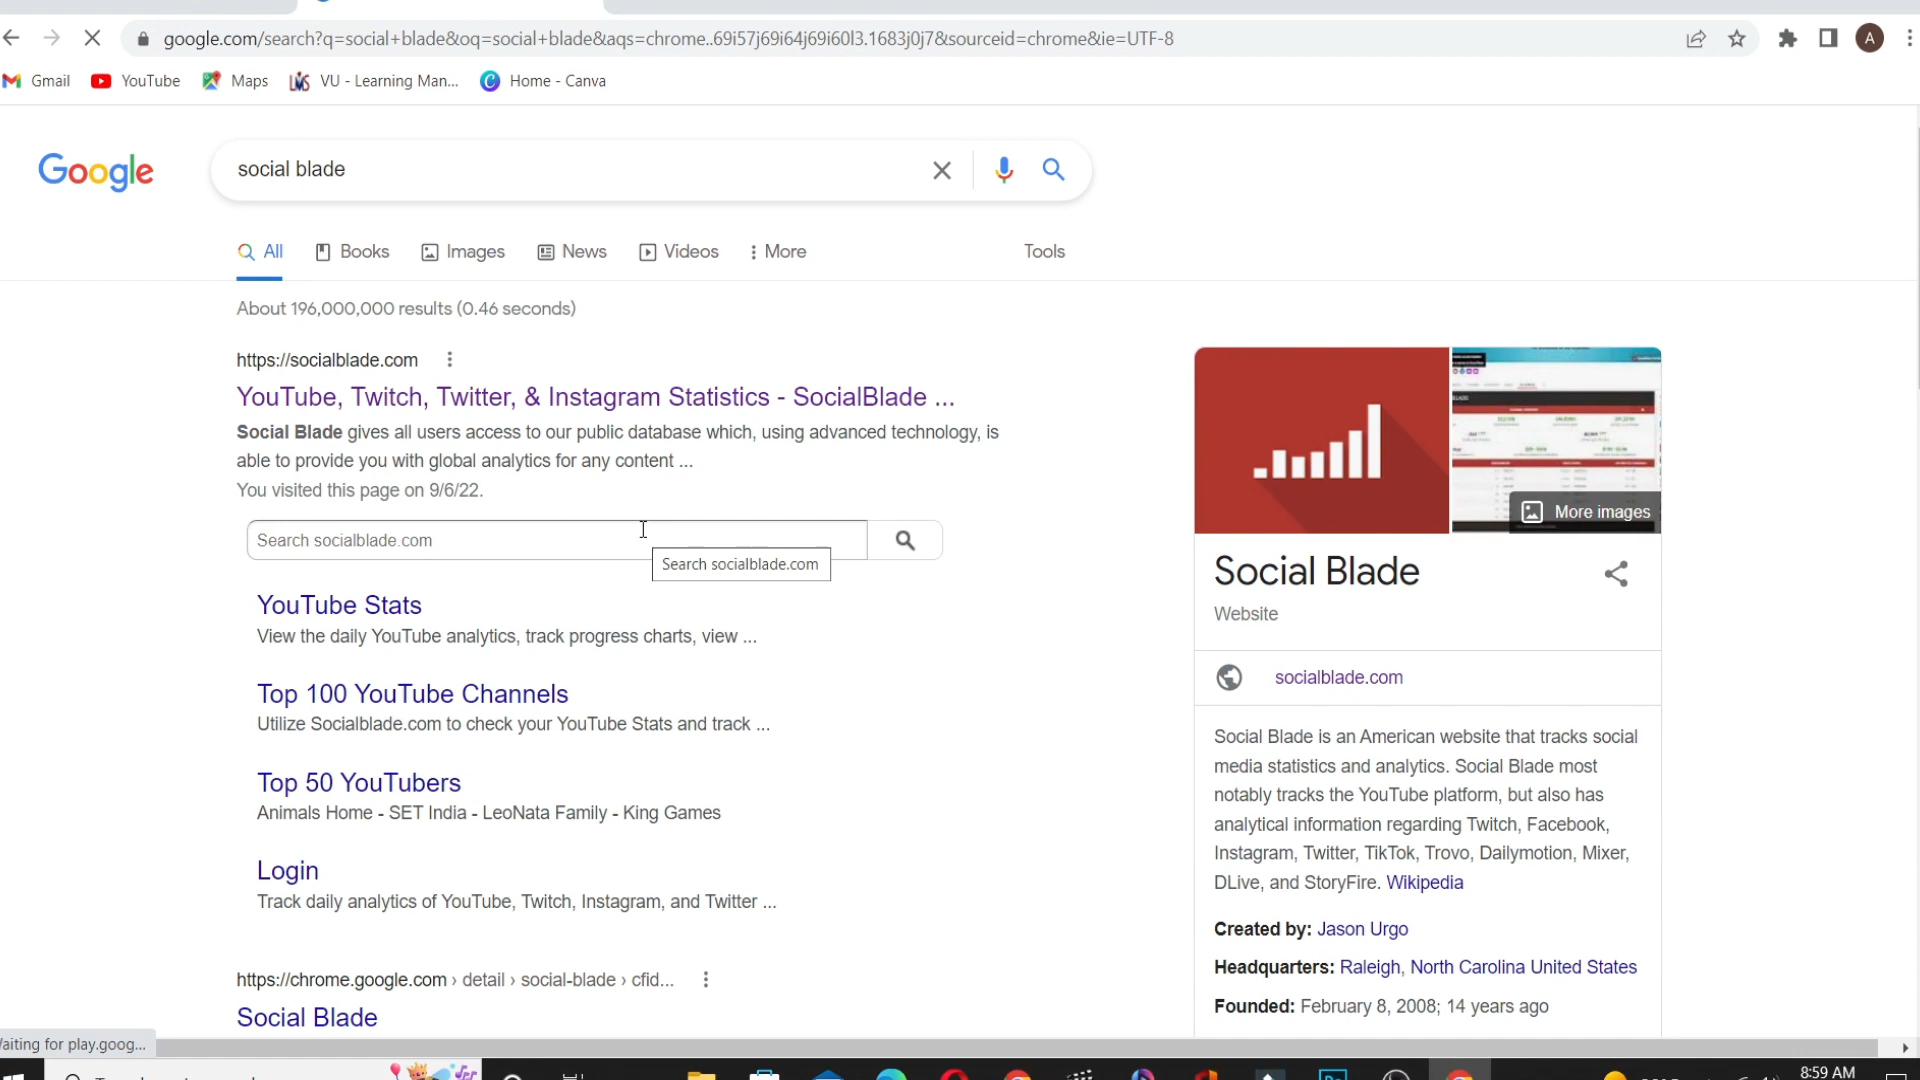 google.com/search?q=social+blade&oq=social+blade&aqs=chrome..69i57j69i64j69i60l3.1683j0j7&sourceid=chrome&ie=UTF-8
A
Gmail
YouTube
Maps
VU - Learning Man...
Home - Canva
Google
social blade
All
Books
Images
News
Videos
More
Tools
About 196,000,000 results (0.46 seconds)
https://socialblade.com
YouTube, Twitch, Twitter, & Instagram Statistics - SocialBlade ...
Social Blade gives all users access to our public database which, using advanced technology, is
able to provide you with global analytics for any content ...
You visited this page on 9/6/22.
Search socialblade.com
Search socialblade.com
YouTube Stats
View the daily YouTube analytics, track progress charts, view ...
Top 100 YouTube Channels
Utilize Socialblade.com to check your YouTube Stats and track ...
Top 50 YouTubers
Animals Home - SET India - LeoNata Family - King Games
Login
Track daily analytics of YouTube, Twitch, Instagram, and Twitter ...
https://chrome.google.com › detail › social-blade › cfid...
Social Blade
More images
Social Blade
Website
socialblade.com
Social Blade is an American website that tracks social
media statistics and analytics. Social Blade most
notably tracks the YouTube platform, but also has
analytical information regarding Twitch, Facebook,
Instagram, Twitter, TikTok, Trovo, Dailymotion, Mixer,
DLive, and StoryFire. Wikipedia
Created by: Jason Urgo
Headquarters: Raleigh, North Carolina United States
Founded: February 8, 2008; 14 years ago
for play.goog...
8:59 AM